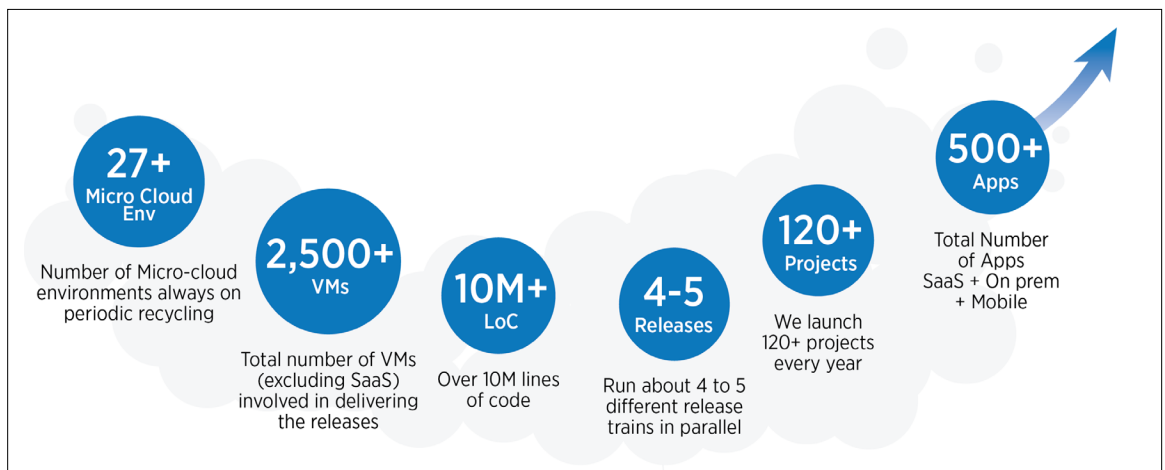 27+
Micro Cloud
Env
Number of Micro-cloud
environments always on
periodic recycling
2,500+
VMs
Total number of VMs
(excluding SaaS)
involved in delivering
the releases
10M+
LoC
Over 10M lines
of code
4-5
Releases
Run about 4 to 5
different release
trains in parallel
120+
Projects
We launch
120+ projects
every year
500+
Apps
Total Number
of Apps
SaaS + On prem
+ Mobile